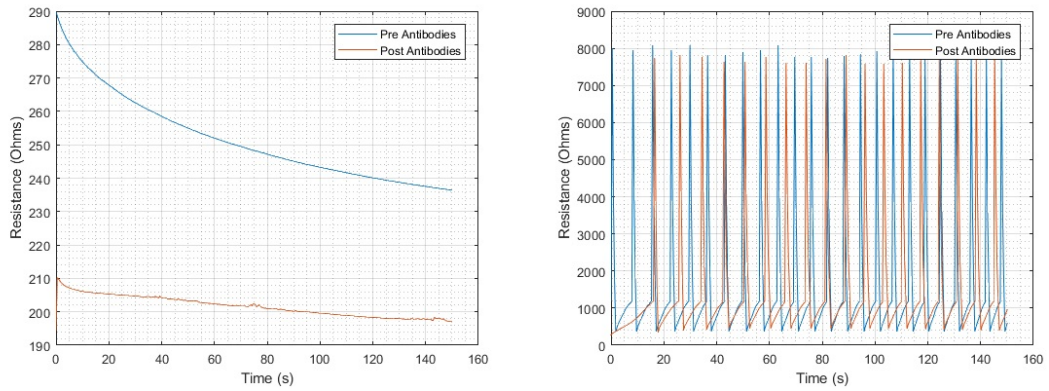 290
280
270
260
250
240
230
220
210
200
190
Resistance (Ohms)
Pre Antibodies
Post Antibodies
0 20 40 60 80 100 120 140 160
Time (s)
9000
8000
7000
6000
5000
4000
3000
2000
1000
0
Resistance (Ohms)
Pre Antibodies
Post Antibodies
0 20 40 60 80 100 120 140 160
Time (s)